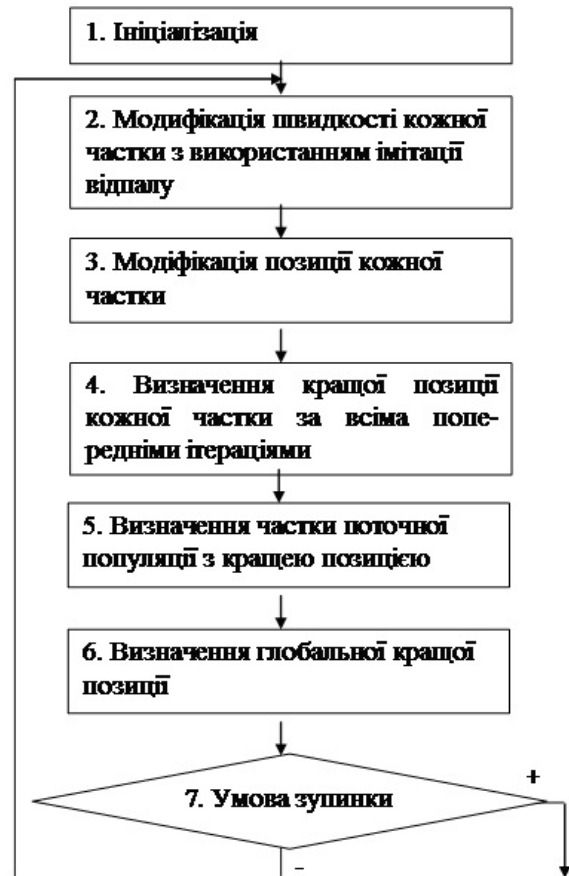 1. Ініціалізація
2. Модифікація швидкості кожної
частки з використанням імітації
відпалу
3. Модіфікація позиції кожної
частки
4. Визначення кращої позиції
кожної частки за всіма попе-
редніми ітераціями
5. Визначення частки поточної
популяції з кращею позицією
6. Визначення глобальної кращої
позиції
+
7. Умова зупинки
-